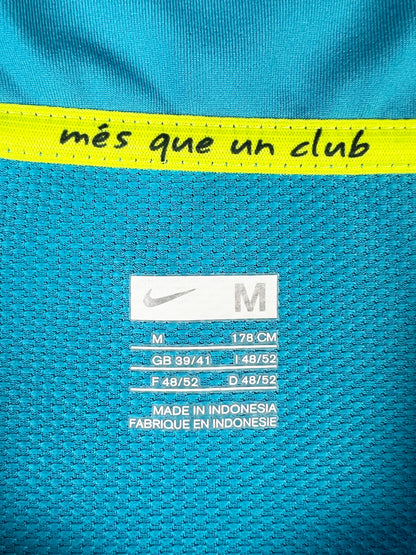 més que un club
M
M 178 CM
GB 39/41 I 48/52
F 48/52 D 48/52
MADE IN INDONESIA
FABRIQUE EN INDONESIE